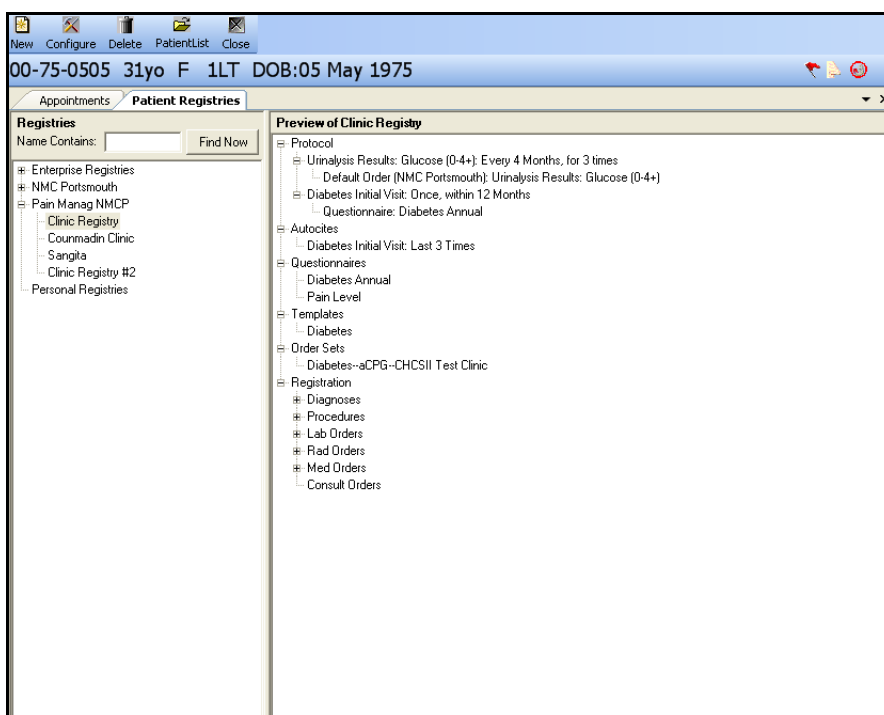 New Configure Delete PatientList Close
00-75-0505 31yo F 1LT DOB:05 May 1975
Appointments Patient Registries
Registries
Name Contains: Find Now
Enterprise Registries
NMC Portsmouth
Pain Manag NMCP
Clinic Registry
Counmadin Clinic
Sangita
Clinic Registry #2
Personal Registries
Preview of Clinic Registry
Protocol
Urinalysis Results: Glucose (0-4+): Every 4 Months, for 3 times
Default Order (NMC Portsmouth): Urinalysis Results: Glucose (0-4+)
Diabetes Initial Visit: Once, within 12 Months
Questionnaire: Diabetes Annual
Autocites
Diabetes Initial Visit: Last 3 Times
Questionnaires
Diabetes Annual
Pain Level
Templates
Diabetes
Order Sets
Diabetes--aCPG--CHCSII Test Clinic
Registration
Diagnoses
Procedures
Lab Orders
Rad Orders
Med Orders
Consult Orders